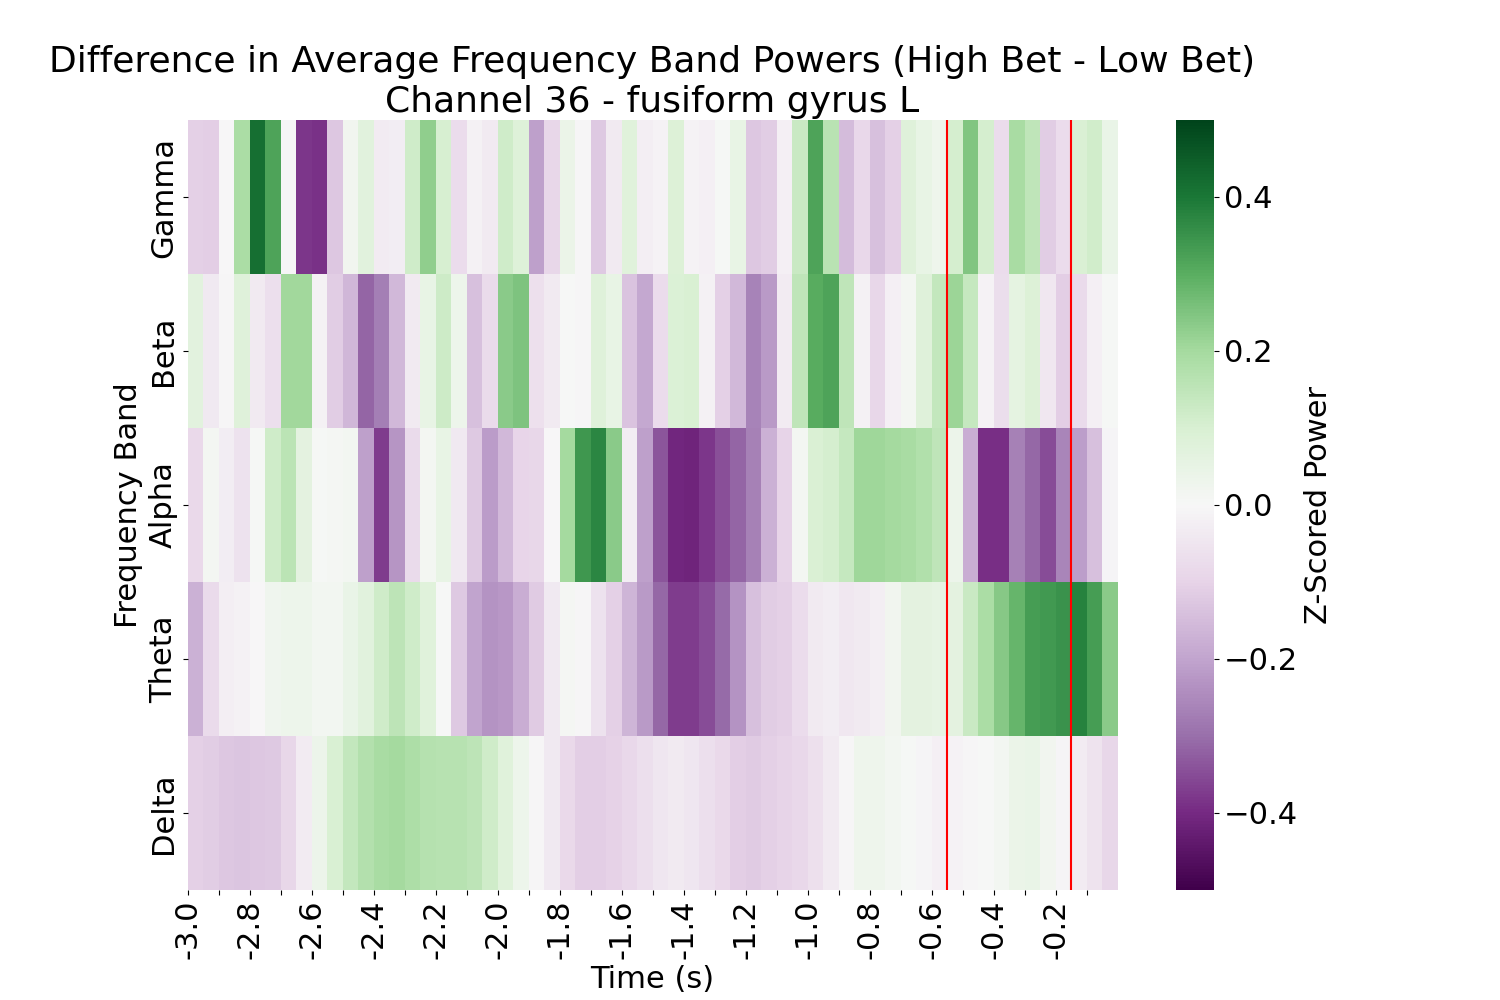 Difference in Average Frequency Band Powers (High Bet - Low Bet)
Channel 36 - fusiform gyrus L
Frequency Band
Gamma
Beta
Alpha
Theta
Delta
-3.0
-2.8
-2.6
-2.4
-2.2
-2.0
-1.8
-1.6
-1.4
-1.2
-1.0
-0.8
-0.6
-0.4
-0.2
Time (s)
0.4
0.2
0.0
−0.2
−0.4
Z-Scored Power